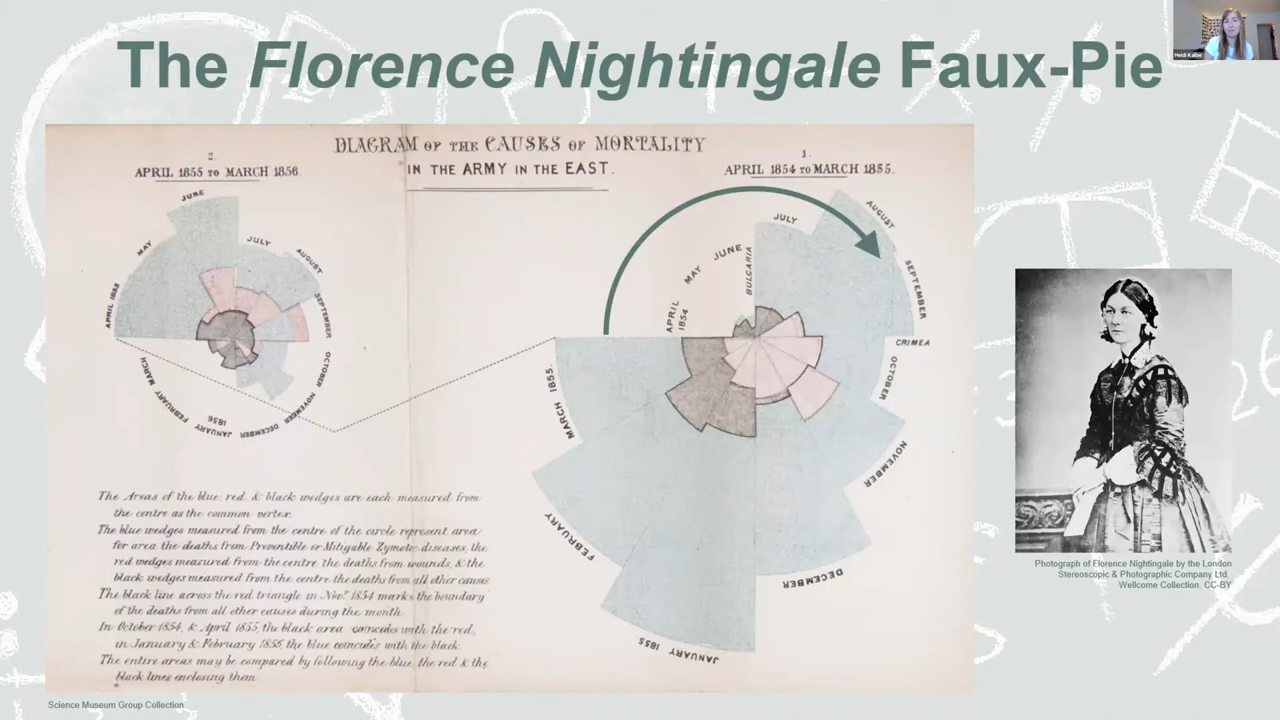 The Florence Nightingale Faux-Pie
Heidi Kalbe
DIAGRAM OF THE CAUSES OF MORTALITY
IN THE ARMY IN THE EAST.
2.
APRIL 1855 TO MARCH 1856.
1.
APRIL 1854 TO MARCH 1855.
APRIL 1855
MAY
JUNE
JULY
AUGUST
SEPTEMBER
OCTOBER
NOVEMBER
DECEMBER
JANUARY 1856
FEBRUARY
MARCH
APRIL 1854
MAY
JUNE
BULGARIA
JULY
AUGUST
SEPTEMBER
CRIMEA
OCTOBER
NOVEMBER
DECEMBER
JANUARY 1855
FEBRUARY
MARCH 1855.
The Areas of the blue, red, & black wedges are each measured from
the centre as the common vertex.
The blue wedges measured from the centre of the circle represent area
for area the deaths from Preventible or Mitigable Zymotic diseases, the
red wedges measured from the centre the deaths from wounds, & the
black wedges measured from the centre the deaths from all other causes.
The black line across the red triangle in Novr. 1854 marks the boundary
of the deaths from all other causes during the month.
In October 1854, & April 1855, the black area coincides with the red,
in January & February 1856, the blue coincides with the black.
The entire areas may be compared by following the blue, the red & the
black lines enclosing them.
Photograph of Florence Nightingale by the London
Stereoscopic & Photographic Company Ltd.
Wellcome Collection. CC-BY
Science Museum Group Collection